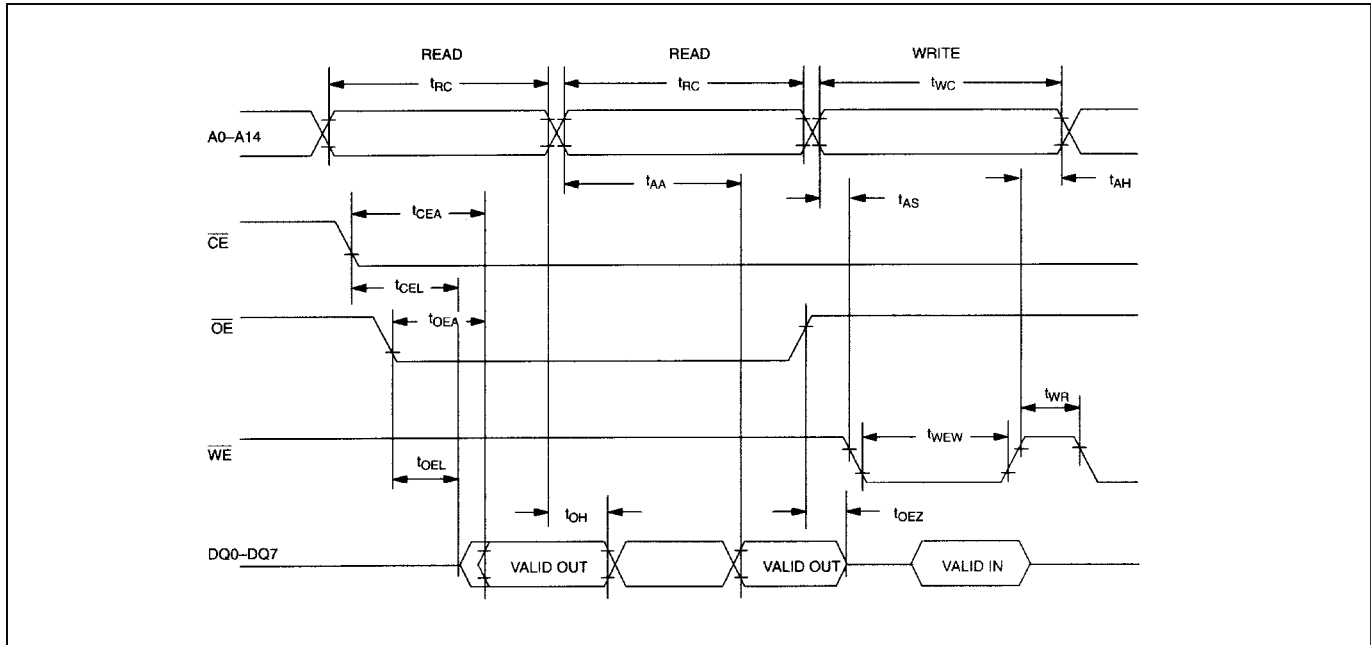 READ READ WRITE
tRC tRC tWC
A0–A14
tAA tAH
tAS
tCEA
CE
tCEL
OE tOEA
tWR
WE tWEW
tOEL
tOH tOEZ
DQ0–DQ7
VALID OUT VALID OUT VALID IN